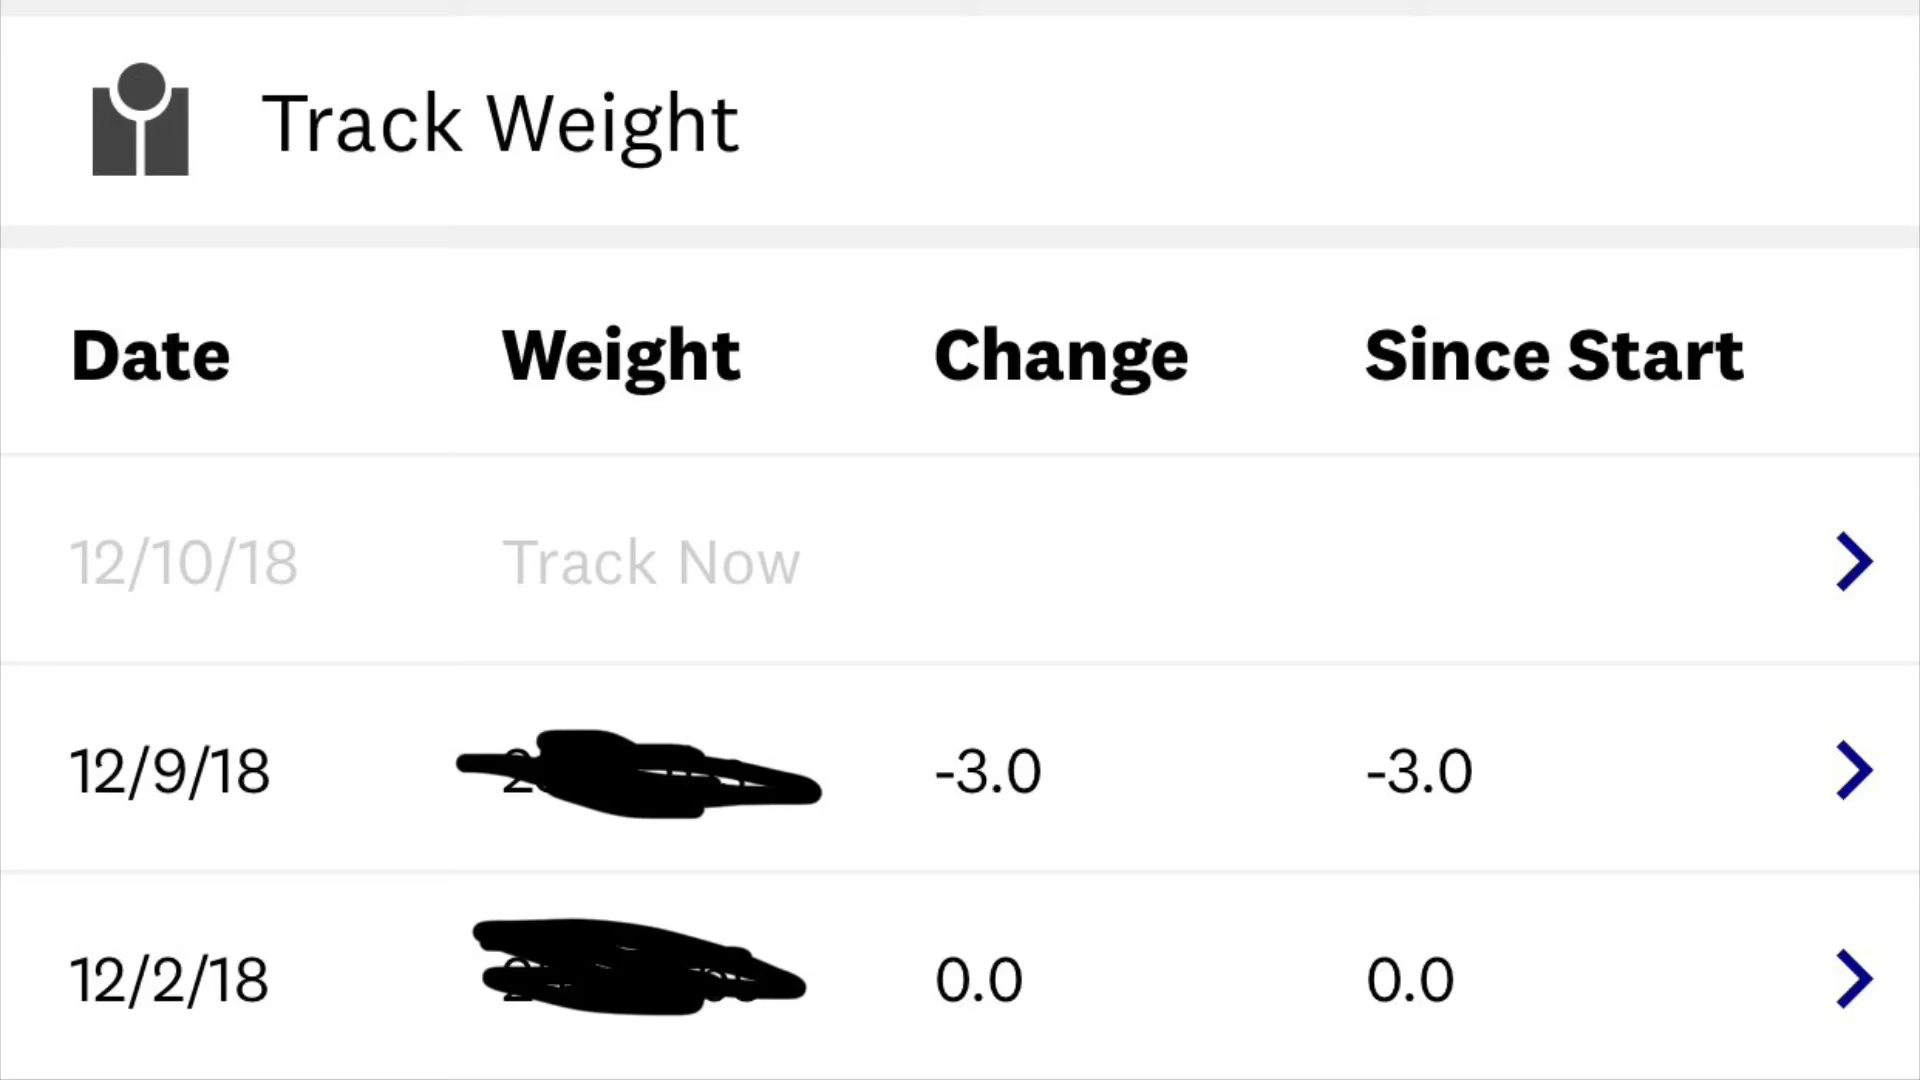 Track Weight
Date Weight Change Since Start
12/10/18 Track Now
12/9/18 -3.0 -3.0
12/2/18 0.0 0.0